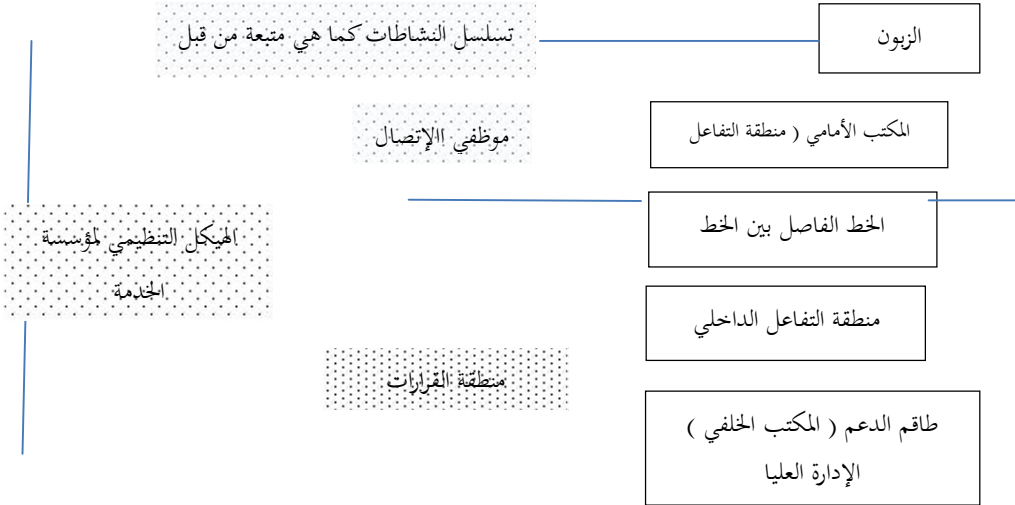 الزبون
تسلسل النشاطات كما هي متبعة من قبل
المكتب الأمامي ( منطقة التفاعل
موظفي االإتصال
الخط الفاصل بين الخط
الهيكل التنظيمي لمؤسسة
الخدمة
منطقة التفاعل الداخلي
منطقة القرارات
طاقم الدعم ( المكتب الخلفي )
الإدارة العليا